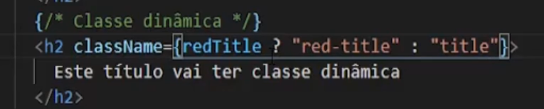 {/* Classe dinâmica */}
<h2 className={redTitle ? "red-title" : "title"}>
Este título vai ter classe dinâmica
</h2>